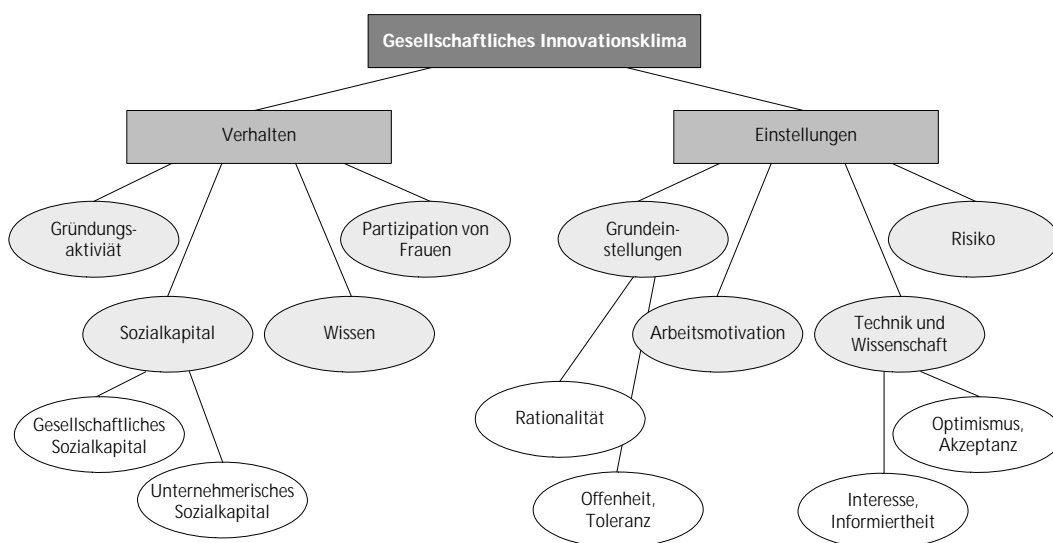 Gesellschaftliches Innovationsklima
Verhalten
Einstellungen
Gründungs-
aktiviät
Partizipation von
Frauen
Grundein-
stellungen
Risiko
Sozialkapital
Wissen
Arbeitsmotivation
Technik und
Wissenschaft
Gesellschaftliches
Sozialkapital
Rationalität
Optimismus,
Akzeptanz
Unternehmerisches
Sozialkapital
Offenheit,
Toleranz
Interesse,
Informiertheit